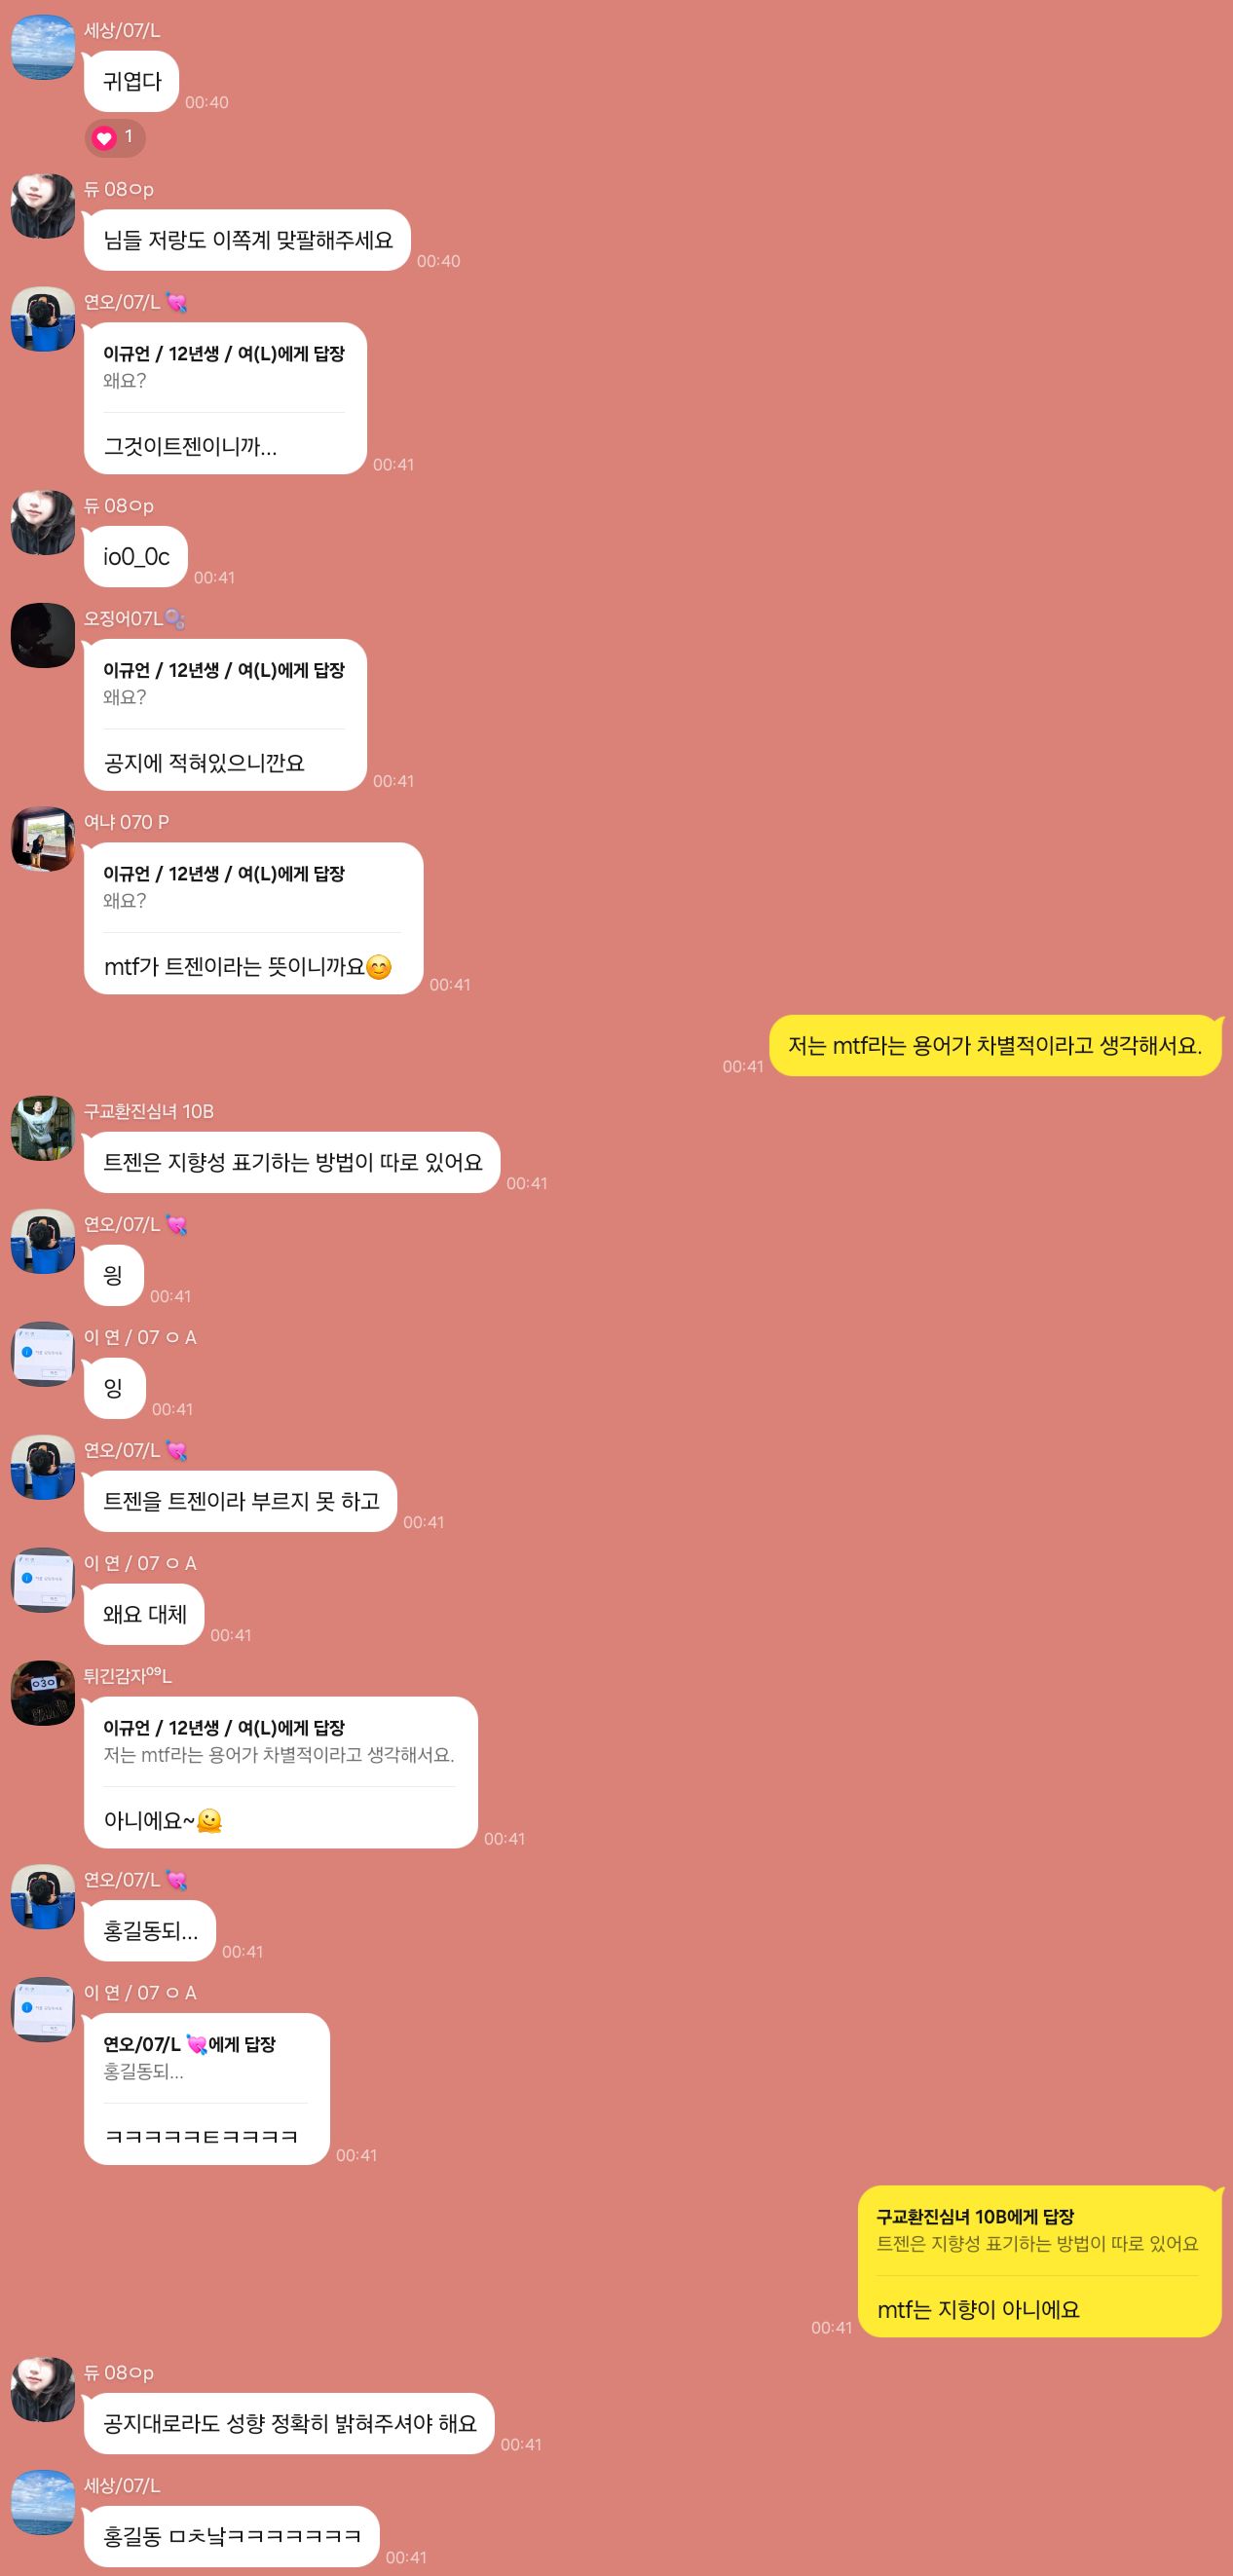 세상/07/L
귀엽다
00:40
1
듀 08ㅇp
님들 저랑도 이쪽계 맞팔해주세요
00:40
연오/07/L 💘
이규언 / 12년생 / 여(L)에게 답장
왜요?
그것이트젠이니까...
00:41
듀 08ㅇp
io0_0c
00:41
오징어07L🫧
이규언 / 12년생 / 여(L)에게 답장
왜요?
공지에 적혀있으니깐요
00:41
여냐 070 P
이규언 / 12년생 / 여(L)에게 답장
왜요?
mtf가 트젠이라는 뜻이니까요😊
00:41
저는 mtf라는 용어가 차별적이라고 생각해서요.
00:41
구교환진심녀 10B
트젠은 지향성 표기하는 방법이 따로 있어요
00:41
연오/07/L 💘
읭
00:41
이 연 / 07 ㅇ A
잉
00:41
연오/07/L 💘
트젠을 트젠이라 부르지 못 하고
00:41
이 연 / 07 ㅇ A
왜요 대체
00:41
튀긴감자⁰⁹L
이규언 / 12년생 / 여(L)에게 답장
저는 mtf라는 용어가 차별적이라고 생각해서요.
아니에요~🫠
00:41
연오/07/L 💘
홍길동되...
00:41
이 연 / 07 ㅇ A
연오/07/L 💘에게 답장
홍길동되...
ㅋㅋㅋㅋㅋㅌㅋㅋㅋㅋ
00:41
구교환진심녀 10B에게 답장
트젠은 지향성 표기하는 방법이 따로 있어요
mtf는 지향이 아니에요
00:41
듀 08ㅇp
공지대로라도 성향 정확히 밝혀주셔야 해요
00:41
세상/07/L
홍길동 ㅁㅊ낰ㅋㅋㅋㅋㅋㅋㅋ
00:41